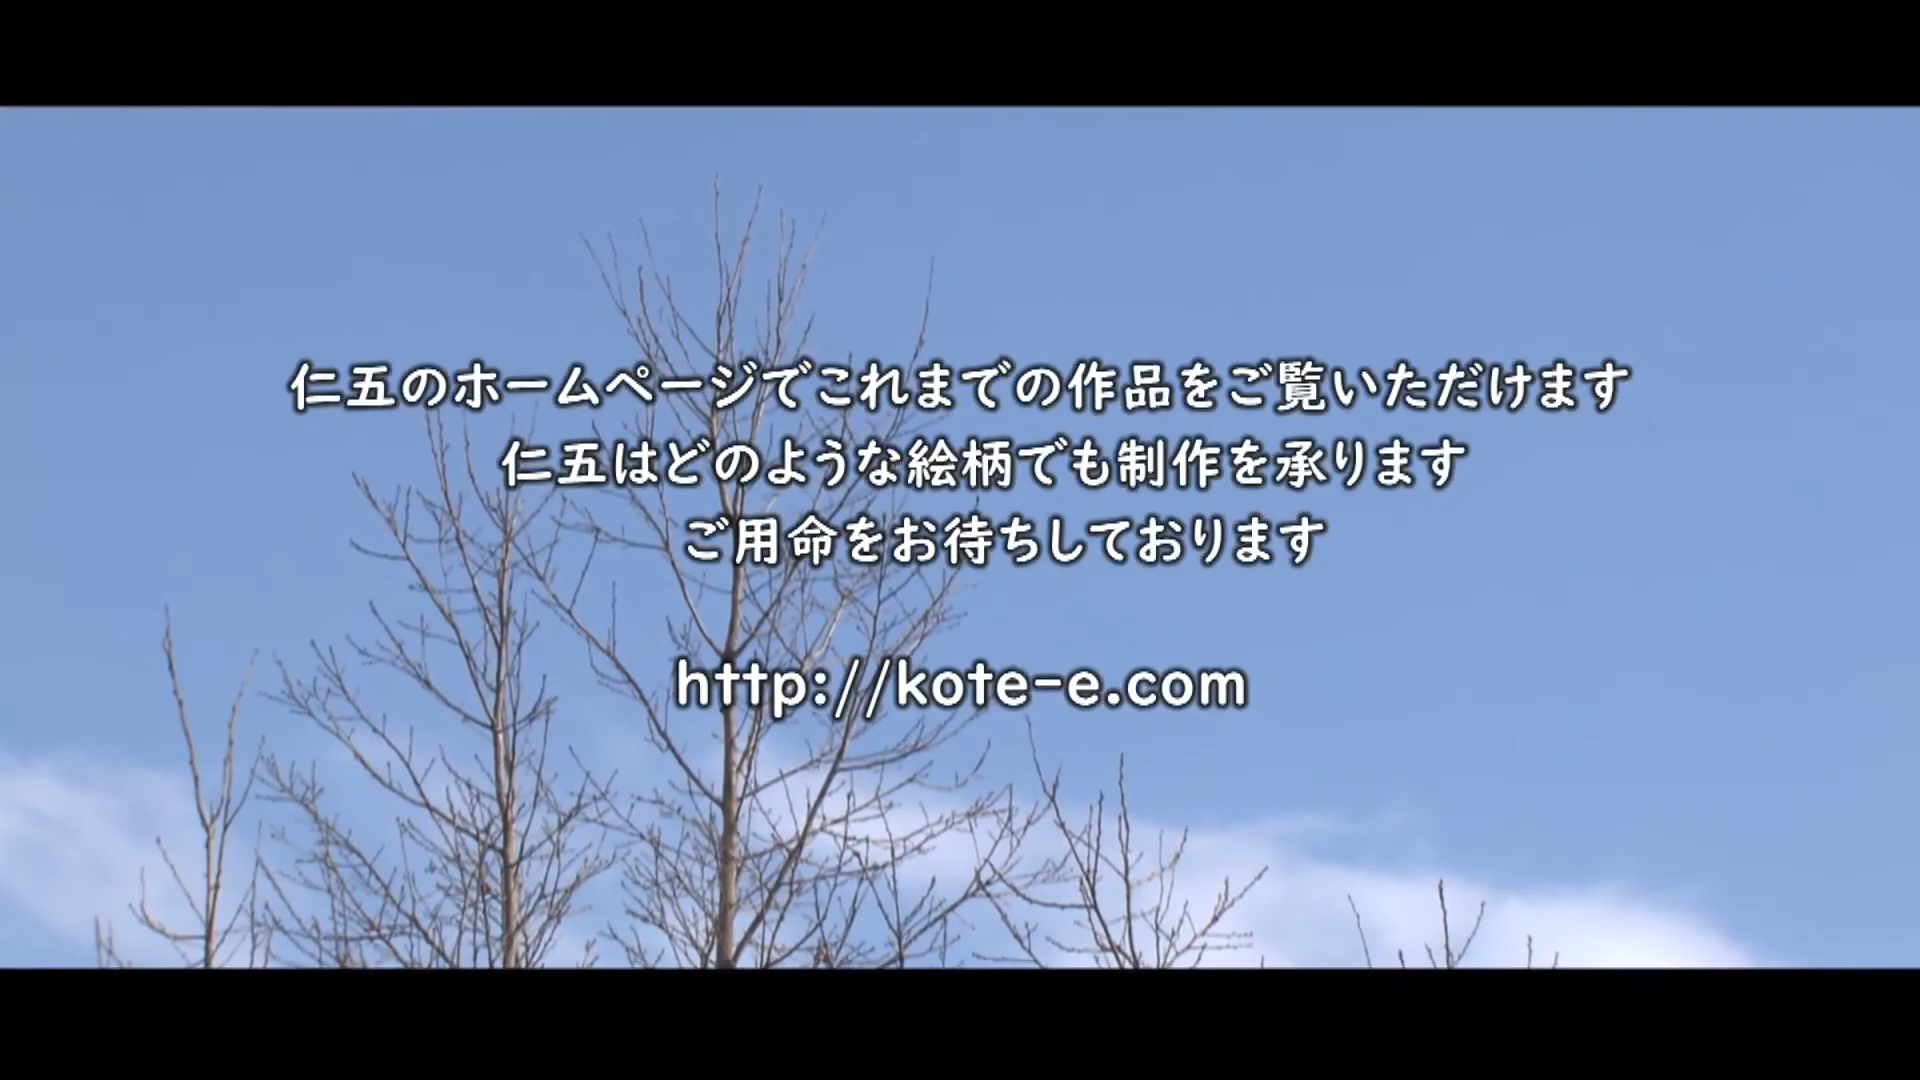 仁五のホームページでこれまでの作品をご覧いただけます
仁五はどのような絵柄でも制作を承ります
ご用命をお待ちしております
http://kote-e.com